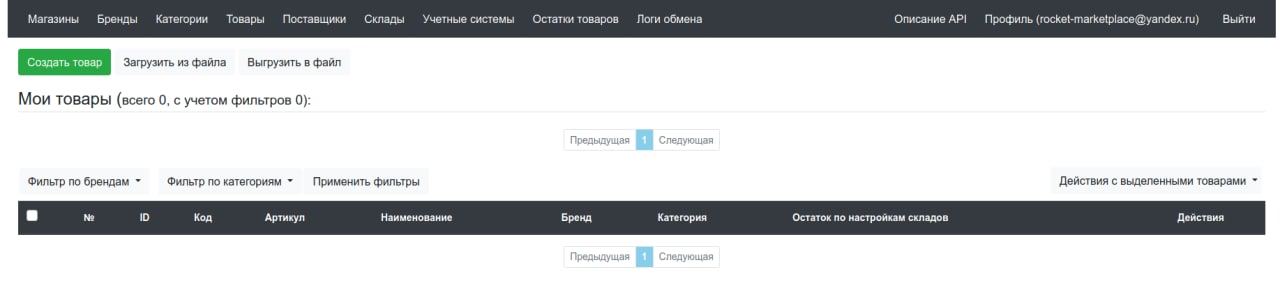 Магазины Бренды Категории Товары Поставщики Склады Учетные системы Остатки товаров Логи обмена Описание API Профиль (rocket-marketplace@yandex.ru) Выйти
Создать товар Загрузить из файла Выгрузить в файл
Мои товары (всего 0, с учетом фильтров 0):
Предыдущая 1 Следующая
Фильтр по брендам Фильтр по категориям Применить фильтры Действия с выделенными товарами
№ ID Код Артикул Наименование Бренд Категория Остаток по настройкам складов Действия
Предыдущая 1 Следующая